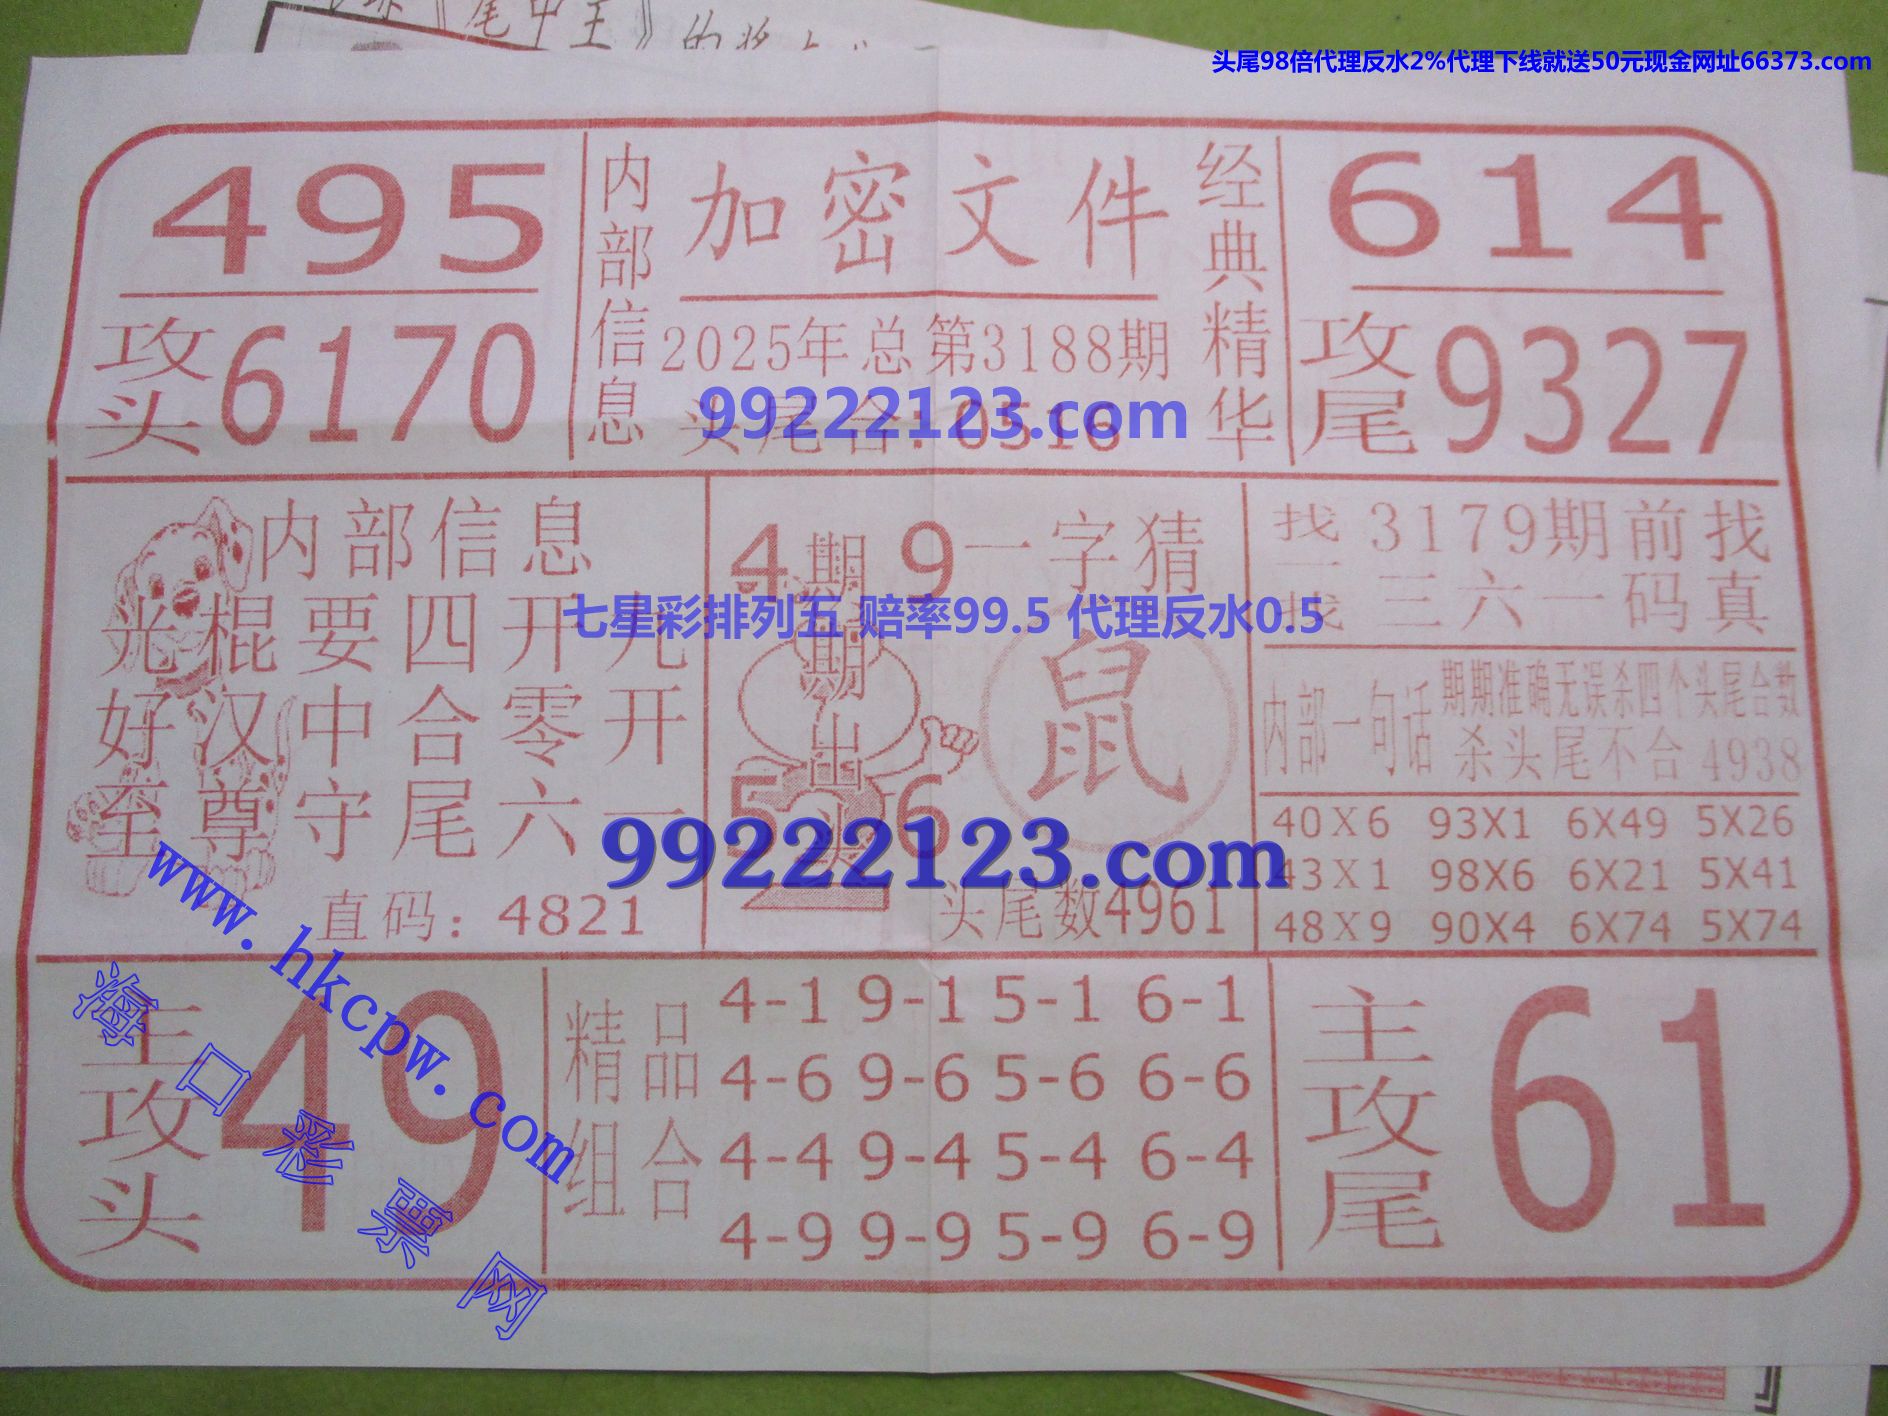 尾中王》的
头尾98倍代理反水2%代理下线就送50元现金网址66373.com
495
攻头6170
内部信息
加密文件
2025年总第3188期
头尾合:0516
99222123.com
经典精华
614
攻尾9327
内部信息
光棍要四开九
好汉中合零开
至尊守尾六一
直码：4821
4 9
期期出
5 2 6
一字猜
鼠
头尾数4961
七星彩排列五 赔率99.5 代理反水0.5
99222123.com
找一找
3179期前找
三六一码真
内部一句话
期期准确无误杀四个头尾合数
杀头尾不合4938
40X6 93X1 6X49 5X26
43X1 98X6 6X21 5X41
48X9 90X4 6X74 5X74
主攻头
49
精品组合
4-1 9-1 5-1 6-1
4-6 9-6 5-6 6-6
4-4 9-4 5-4 6-4
4-9 9-9 5-9 6-9
主攻尾
61
www.hkcpw.com
海口彩票网